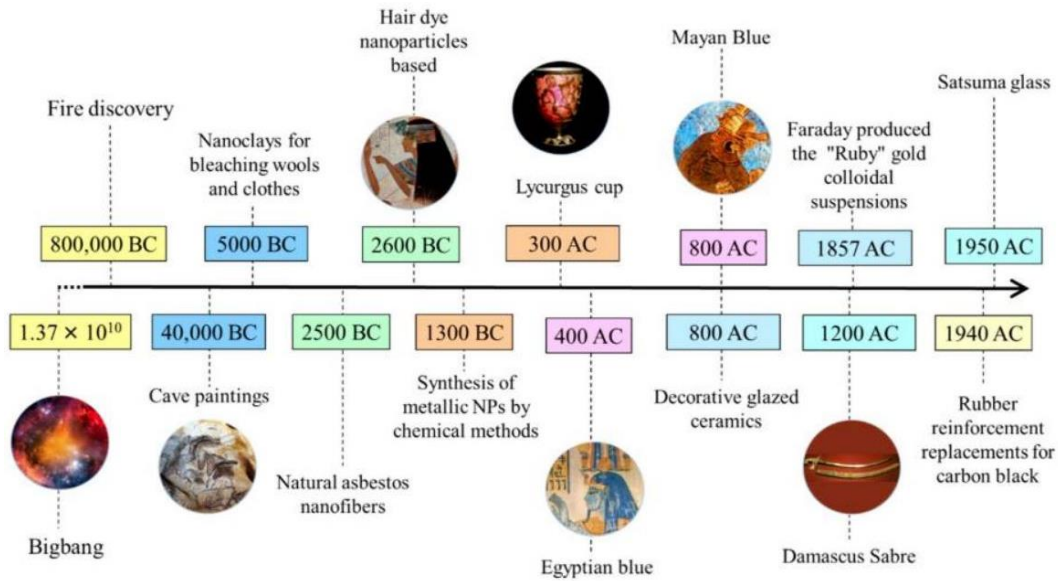 Hair dye
nanoparticles
based
Mayan Blue
Satsuma glass
Fire discovery
Nanoclays for
bleaching wools
and clothes
Lycurgus cup
Faraday produced
the "Ruby" gold
colloidal
suspensions
800,000 BC
5000 BC
2600 BC
300 AC
800 AC
1857 AC
1950 AC
1.37 × 10¹⁰
40,000 BC
2500 BC
1300 BC
400 AC
800 AC
1200 AC
1940 AC
Cave paintings
Synthesis of
metallic NPs by
chemical methods
Decorative glazed
ceramics
Rubber
reinforcement
replacements for
carbon black
Natural asbestos
nanofibers
Bigbang
Egyptian blue
Damascus Sabre